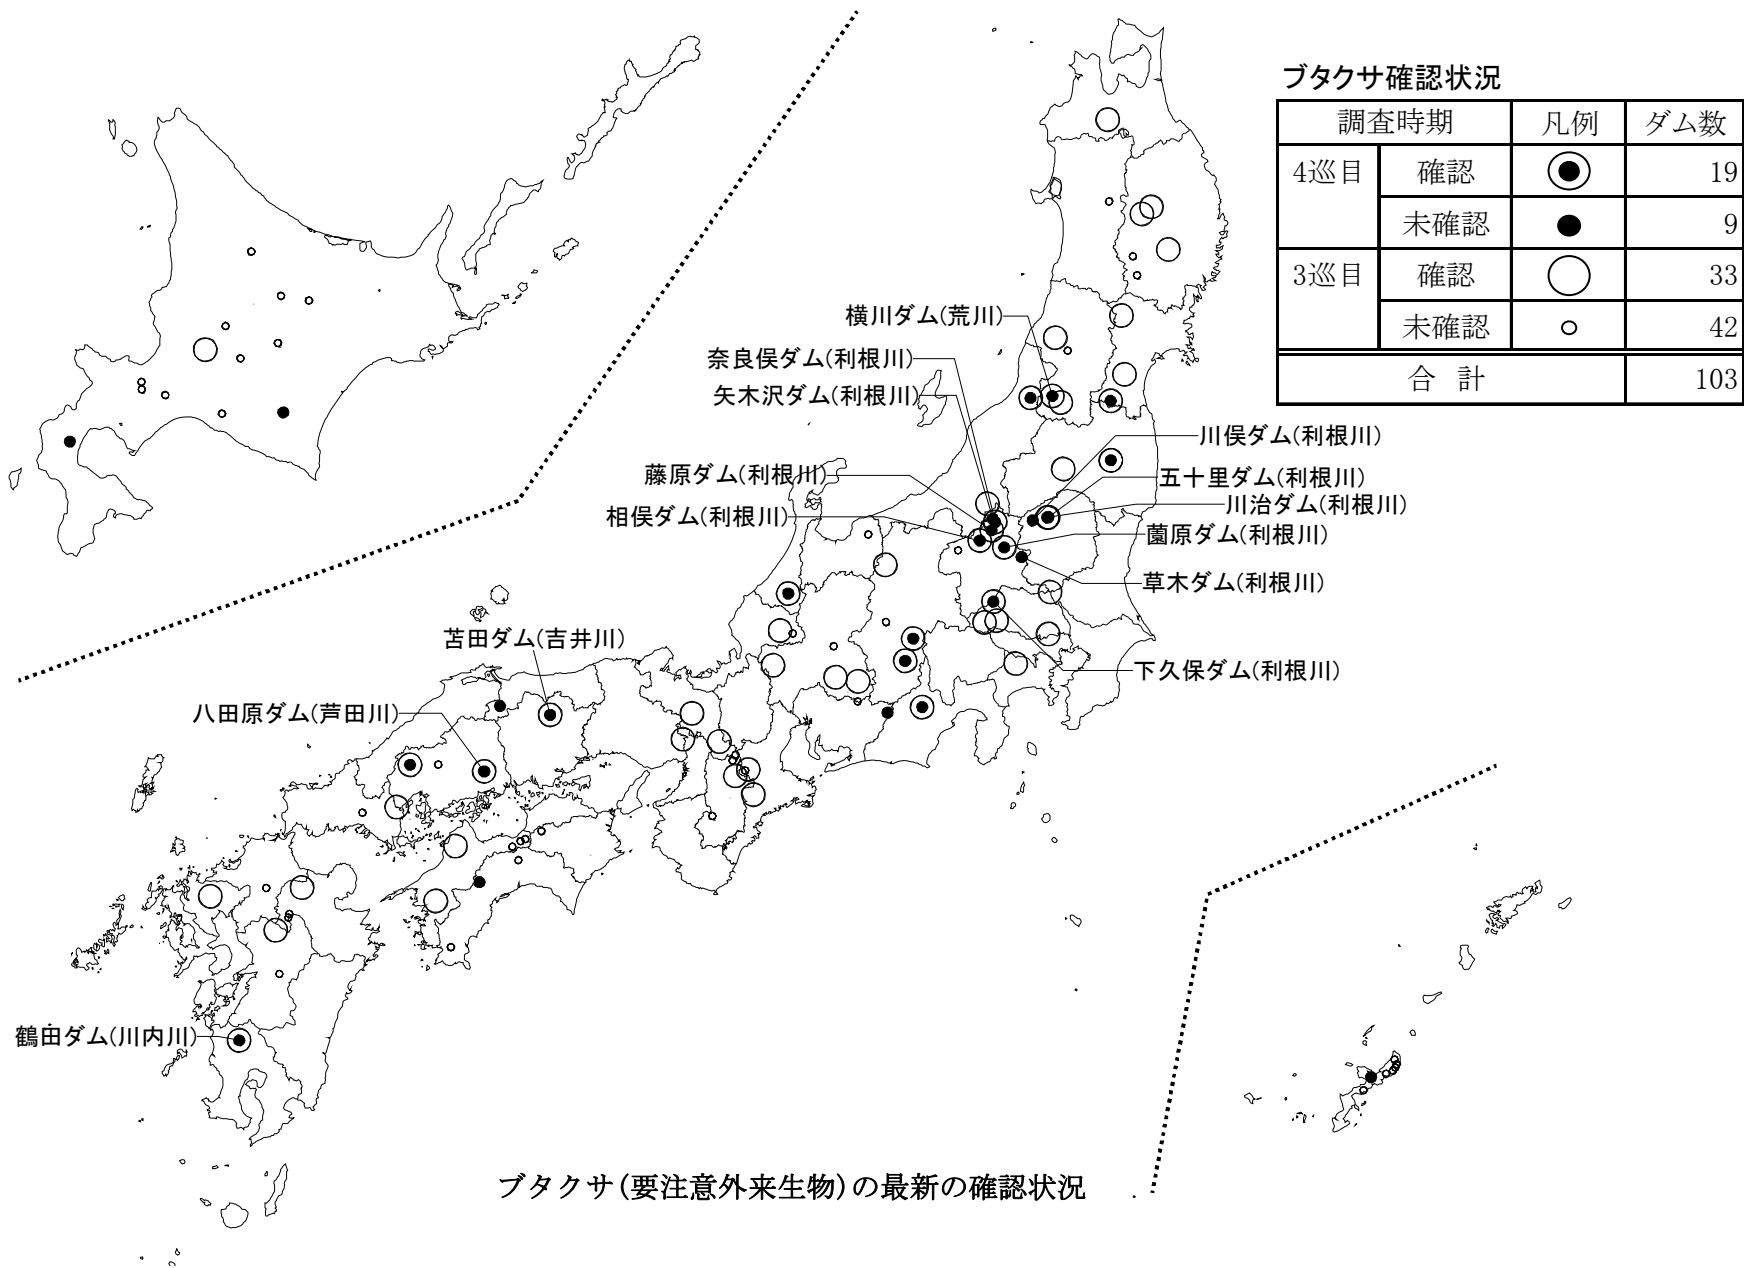 ブタクサ確認状況
調査時期 凡例 ダム数
4巡目 確認 19
未確認 9
3巡目 確認 33
未確認 42
合 計 103
横川ダム(荒川)
奈良俣ダム(利根川)
矢木沢ダム(利根川)
川俣ダム(利根川)
藤原ダム(利根川)
五十里ダム(利根川)
川治ダム(利根川)
相俣ダム(利根川)
薗原ダム(利根川)
草木ダム(利根川)
苫田ダム(吉井川)
下久保ダム(利根川)
八田原ダム(芦田川)
鶴田ダム(川内川)
ブタクサ(要注意外来生物)の最新の確認状況